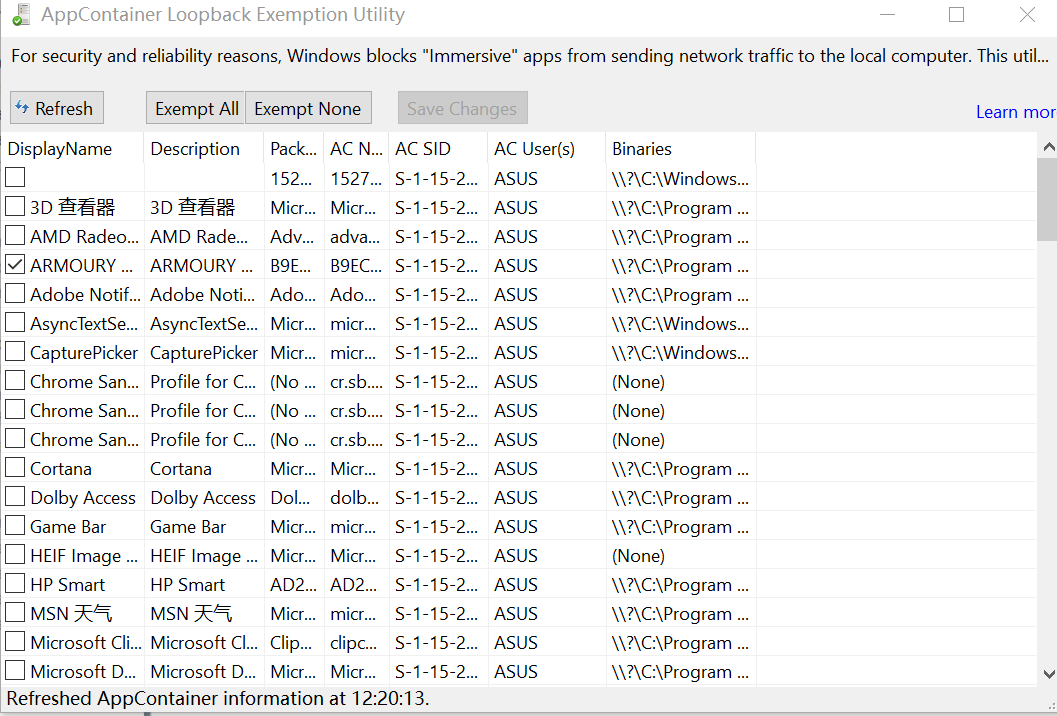 AppContainer Loopback Exemption Utility
For security and reliability reasons, Windows blocks "Immersive" apps from sending network traffic to the local computer. This util...
Refresh Exempt All Exempt None Save Changes Learn mor
DisplayName Description Pack... AC N... AC SID AC User(s) Binaries
152... 1527... S-1-15-2... ASUS \\?\C:\Windows...
3D 查看器 3D 查看器 Micr... Micr... S-1-15-2... ASUS \\?\C:\Program ...
AMD Radeo... AMD Rade... Adv... adva... S-1-15-2... ASUS \\?\C:\Program ...
ARMOURY ... ARMOURY ... B9E... B9EC... S-1-15-2... ASUS \\?\C:\Program ...
Adobe Notif... Adobe Noti... Ado... Ado... S-1-15-2... ASUS \\?\C:\Program ...
AsyncTextSe... AsyncTextSe... Micr... micr... S-1-15-2... ASUS \\?\C:\Windows...
CapturePicker CapturePicker Micr... micr... S-1-15-2... ASUS \\?\C:\Windows...
Chrome San... Profile for C... (No ... cr.sb.... S-1-15-2... ASUS (None)
Chrome San... Profile for C... (No ... cr.sb.... S-1-15-2... ASUS (None)
Chrome San... Profile for C... (No ... cr.sb.... S-1-15-2... ASUS (None)
Cortana Cortana Micr... Micr... S-1-15-2... ASUS \\?\C:\Program ...
Dolby Access Dolby Access Dol... dolb... S-1-15-2... ASUS \\?\C:\Program ...
Game Bar Game Bar Micr... micr... S-1-15-2... ASUS \\?\C:\Program ...
HEIF Image ... HEIF Image ... Micr... Micr... S-1-15-2... ASUS (None)
HP Smart HP Smart AD2... AD2... S-1-15-2... ASUS \\?\C:\Program ...
MSN 天气 MSN 天气 Micr... micr... S-1-15-2... ASUS \\?\C:\Program ...
Microsoft Cli... Microsoft Cl... Clip... clipc... S-1-15-2... ASUS \\?\C:\Program ...
Microsoft D... Microsoft D... Micr... Micr... S-1-15-2... ASUS \\?\C:\Program ...
Refreshed AppContainer information at 12:20:13.